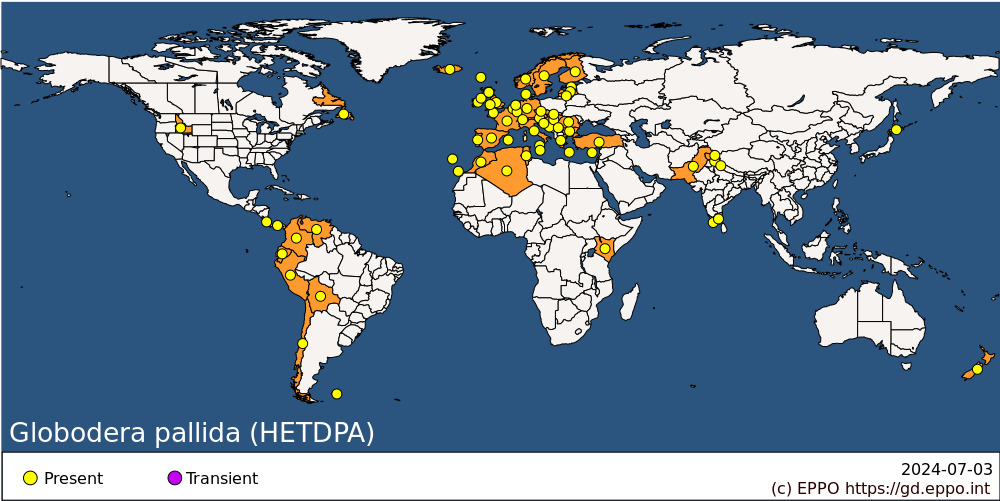 Globodera pallida (HETDPA)
Present
Transient
2024-07-03
(c) EPPO https://gd.eppo.int